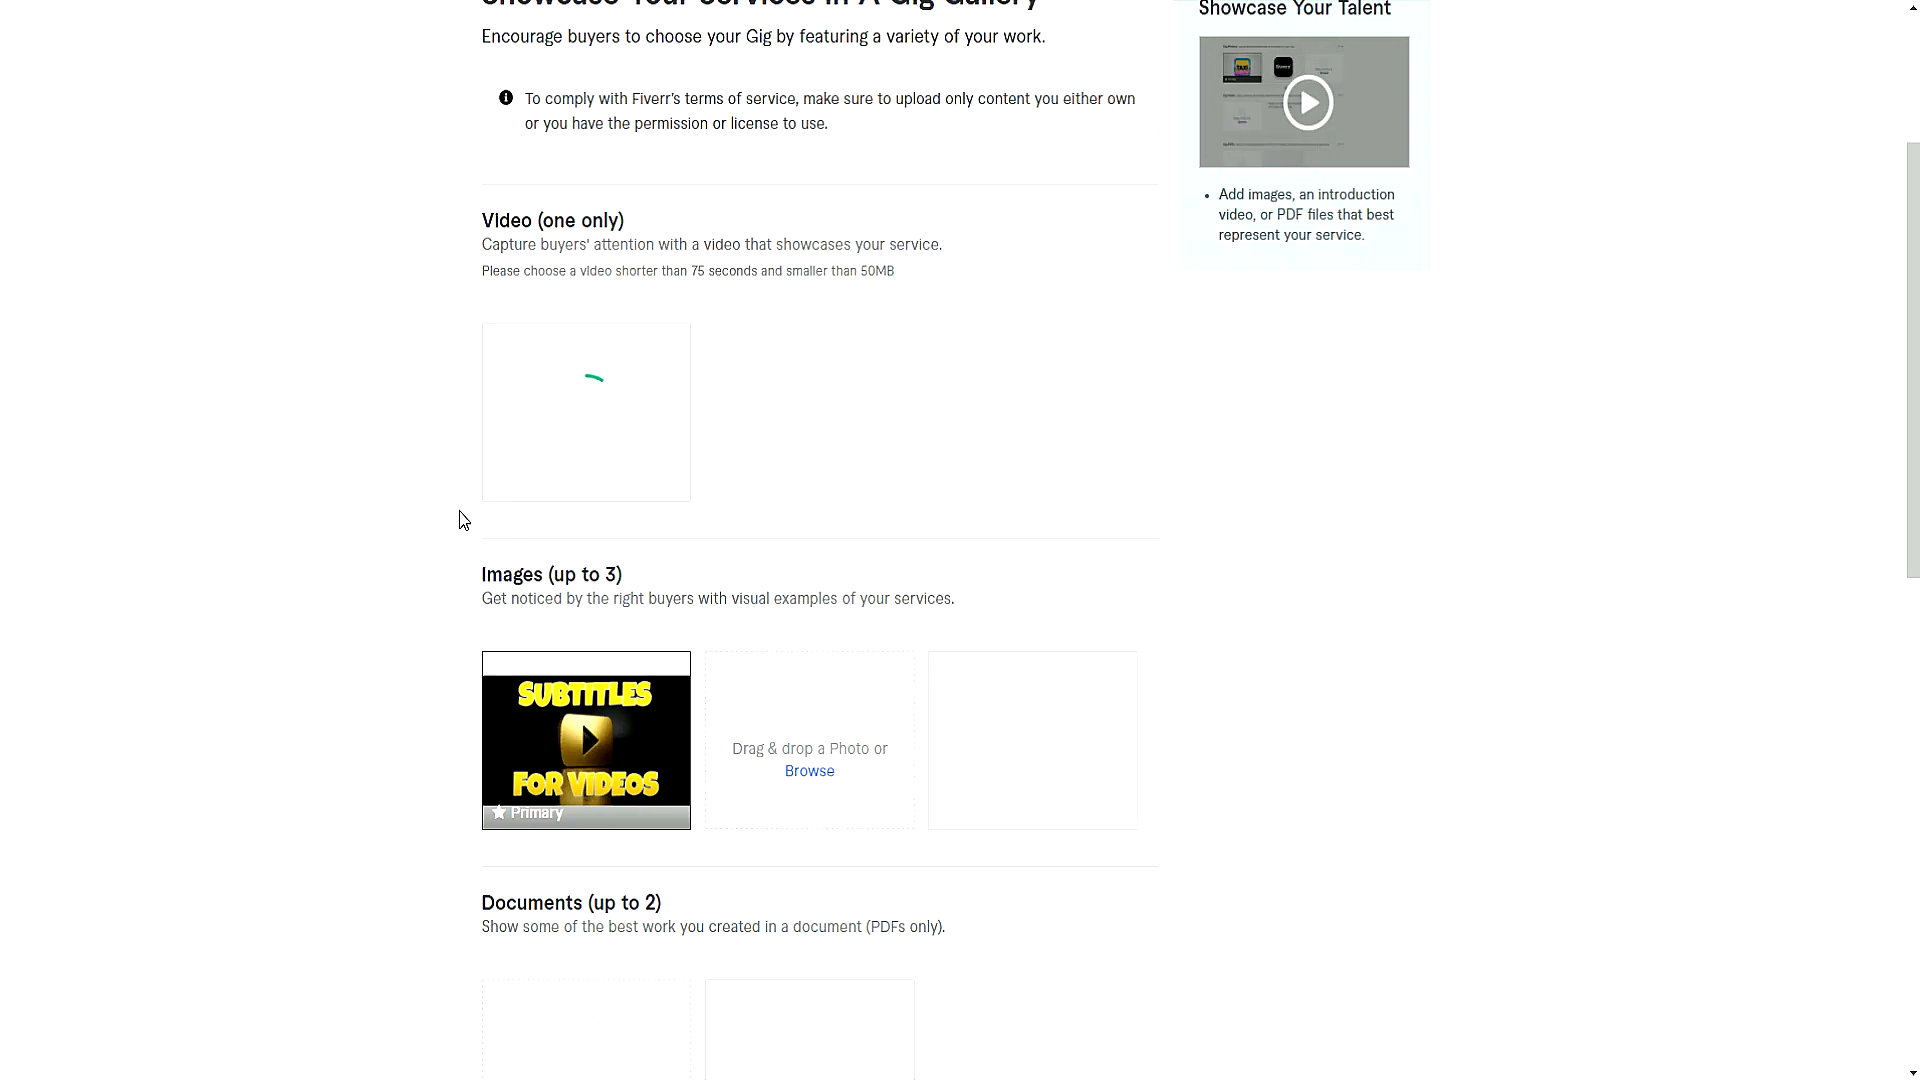 Showcase Your Services In A Gig Gallery
Encourage buyers to choose your Gig by featuring a variety of your work.
To comply with Fiverr's terms of service, make sure to upload only content you either own
or you have the permission or license to use.
Video (one only)
Capture buyers' attention with a video that showcases your service.
Please choose a video shorter than 75 seconds and smaller than 50MB
Images (up to 3)
Get noticed by the right buyers with visual examples of your services.
SUBTITLES
FOR VIDEOS
Primary
Drag & drop a Photo or
Browse
Documents (up to 2)
Show some of the best work you created in a document (PDFs only).
Showcase Your Talent
TAXI
fiverr
• Add images, an introduction
video, or PDF files that best
represent your service.